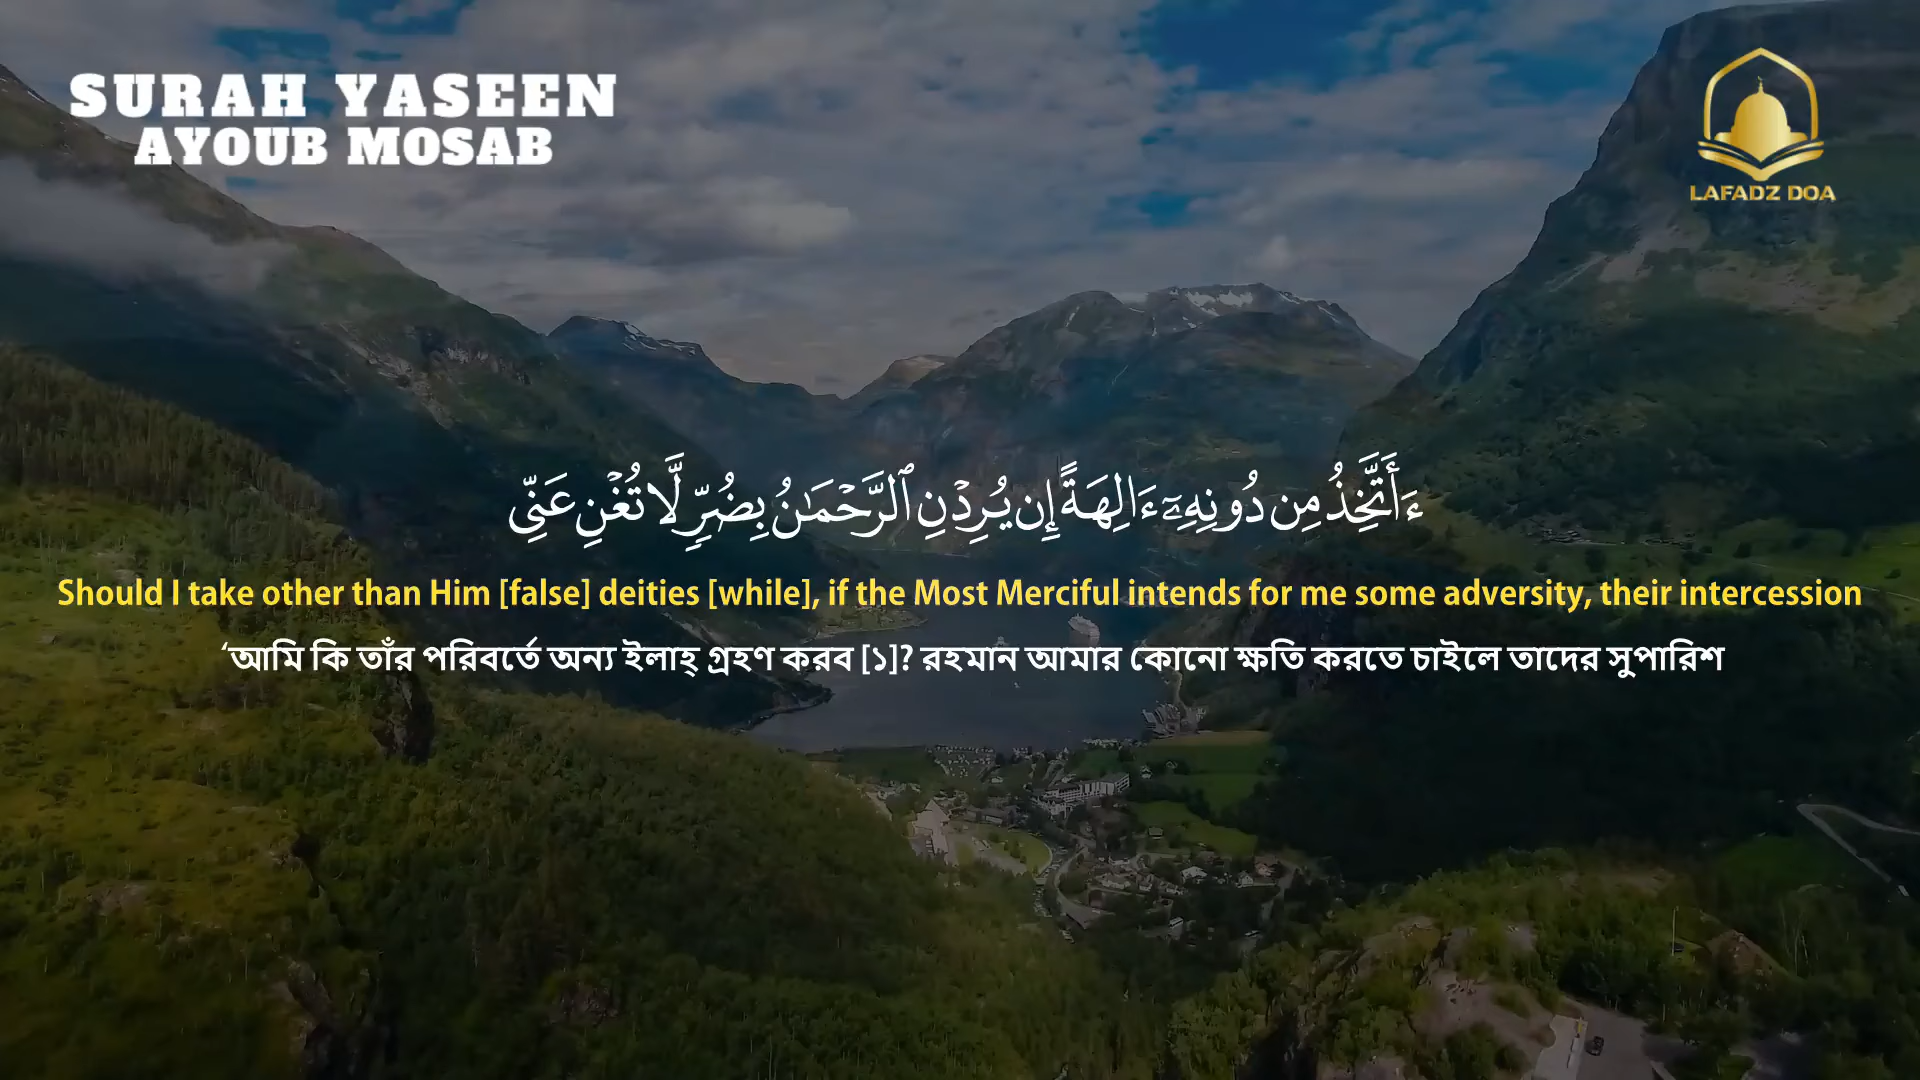 SURAH YASEEN
AYOUB MOSAB
LAFADZ DOA
ءَأَتَّخِذُ مِن دُونِهِۦٓ ءَالِهَةً إِن يُرِدْنِ ٱلرَّحْمَـٰنُ بِضُرٍّ لَّا تُغْنِ عَنِّى
Should I take other than Him [false] deities [while], if the Most Merciful intends for me some adversity, their intercession
‘আমি কি তাঁর পরিবর্তে অন্য ইলাহ্ গ্রহণ করব [১]? রহমান আমার কোনো ক্ষতি করতে চাইলে তাদের সুপারিশ